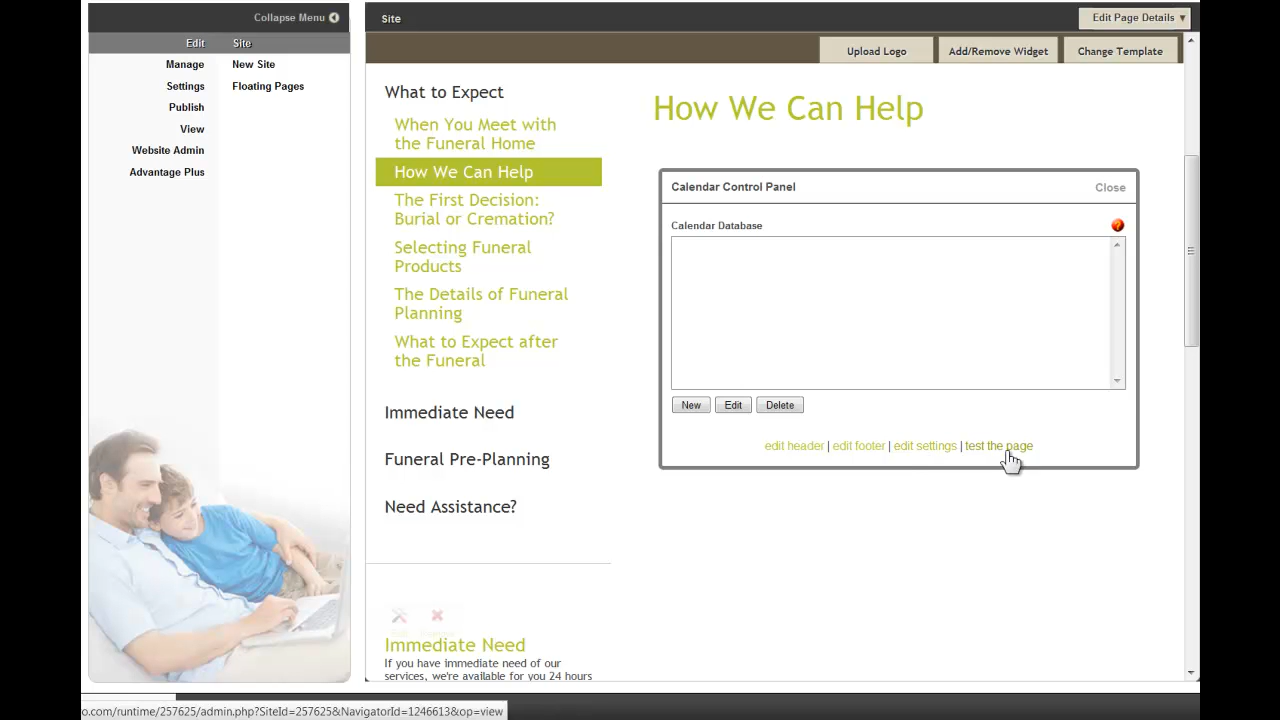 Collapse Menu
Edit
Manage
Settings
Publish
View
Website Admin
Advantage Plus
Site
New Site
Floating Pages
Site
Edit Page Details
Upload Logo
Add/Remove Widget
Change Template
What to Expect
When You Meet with
the Funeral Home
How We Can Help
The First Decision:
Burial or Cremation?
Selecting Funeral
Products
The Details of Funeral
Planning
What to Expect after
the Funeral
Immediate Need
Funeral Pre-Planning
Need Assistance?
Immediate Need
If you have immediate need of our
services, we're available for you 24 hours
How We Can Help
Calendar Control Panel
Close
Calendar Database
?
New
Edit
Delete
edit header | edit footer | edit settings | test the page
o.com/runtime/257625/admin.php?SiteId=257625&NavigatorId=1246613&op=view